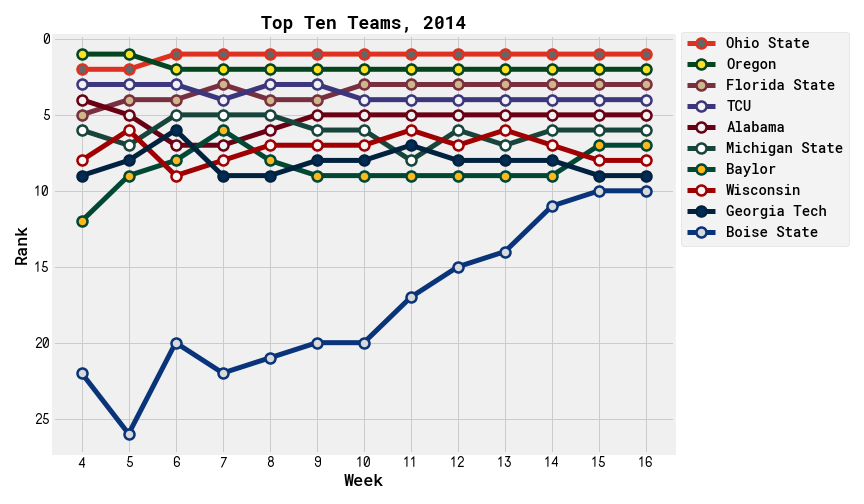 Top Ten Teams, 2014
0
5
10
15
20
25
Rank
4 5 6 7 8 9 10 11 12 13 14 15 16
Week
Ohio State
Oregon
Florida State
TCU
Alabama
Michigan State
Baylor
Wisconsin
Georgia Tech
Boise State